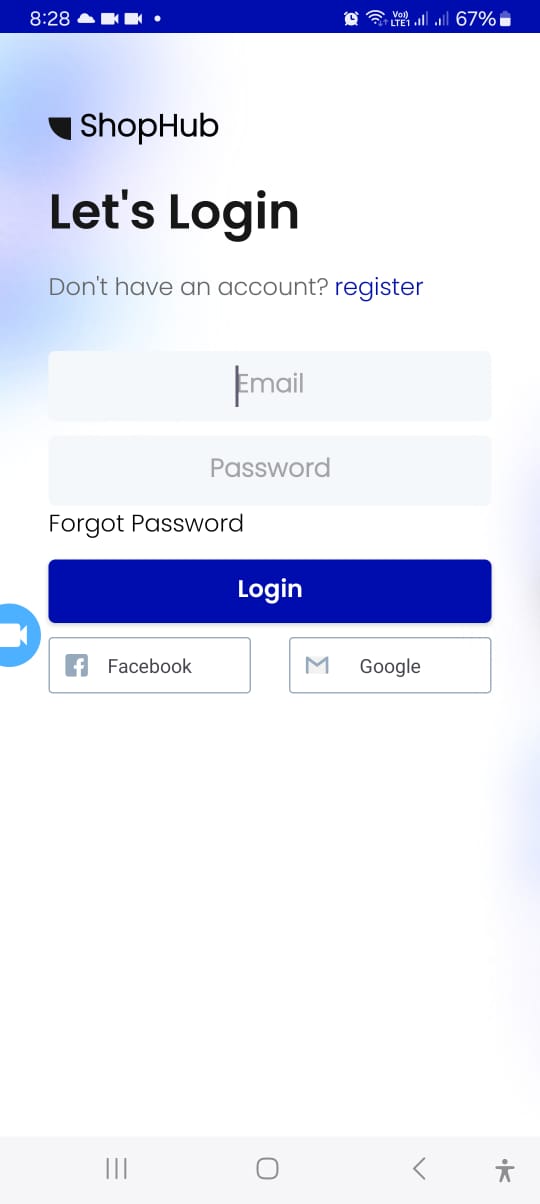 8:28 67%
Vo)
LTE1
ShopHub
Let's Login
Don't have an account? register
Email
Password
Forgot Password
Login
Facebook Google